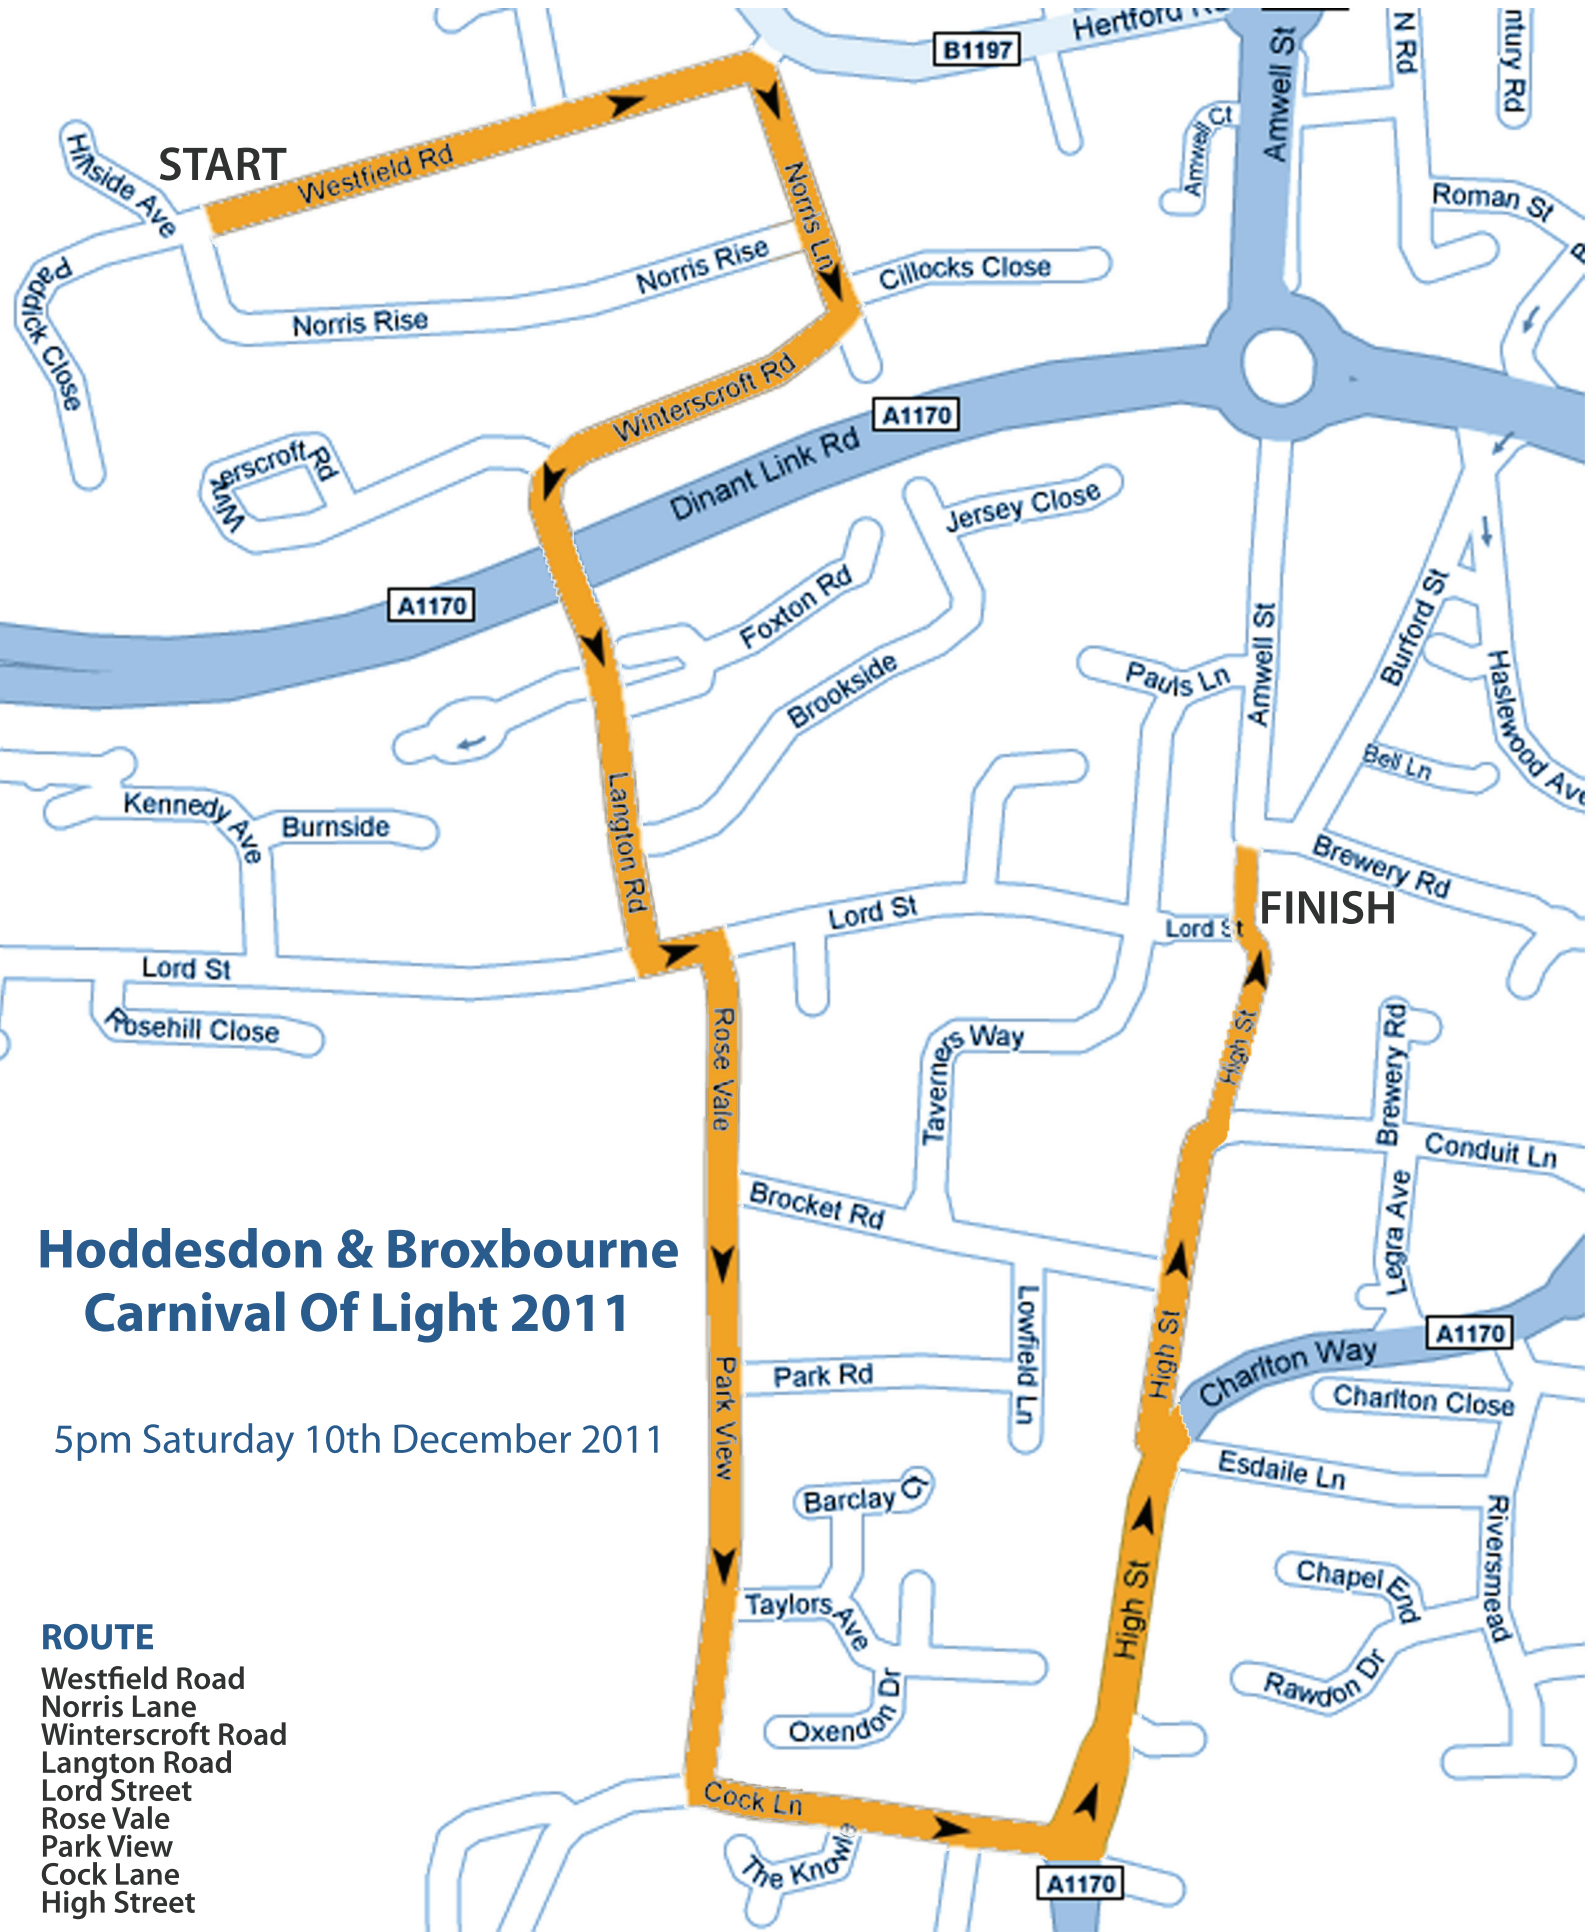 B1197
Hertford
Amwell St
N Rd
ntury Rd
Amwell Ct
Roman St
Hillside Ave
START
Westfield Rd
Norris Ln
Norris Rise
Norris Rise
Cillocks Close
Paddick Close
Winterscroft Rd
A1170
Dinant Link Rd
erscroft Rd
Jersey Close
A1170
Foxton Rd
Brookside
Pauls Ln
Amwell St
Burford St
Haslewood Ave
Bell Ln
Kennedy Ave
Burnside
Langton Rd
Brewery Rd
FINISH
Lord St
Lord St
Lord St
Rosehill Close
Rose Vale
Taverners Way
High St
Brewery Rd
Conduit Ln
Brocket Rd
Legra Ave
Hoddesdon & Broxbourne
Carnival Of Light 2011
5pm Saturday 10th December 2011
Lowfield Ln
High St
A1170
Charlton Way
Park View
Park Rd
Charlton Close
Esdaile Ln
Barclay Ct
Riversmead
Chapel End
High St
Taylors Ave
Rawdon Dr
Oxendon Dr
Cock Ln
The Knowle
A1170
ROUTE
Westfield Road
Norris Lane
Winterscroft Road
Langton Road
Lord Street
Rose Vale
Park View
Cock Lane
High Street